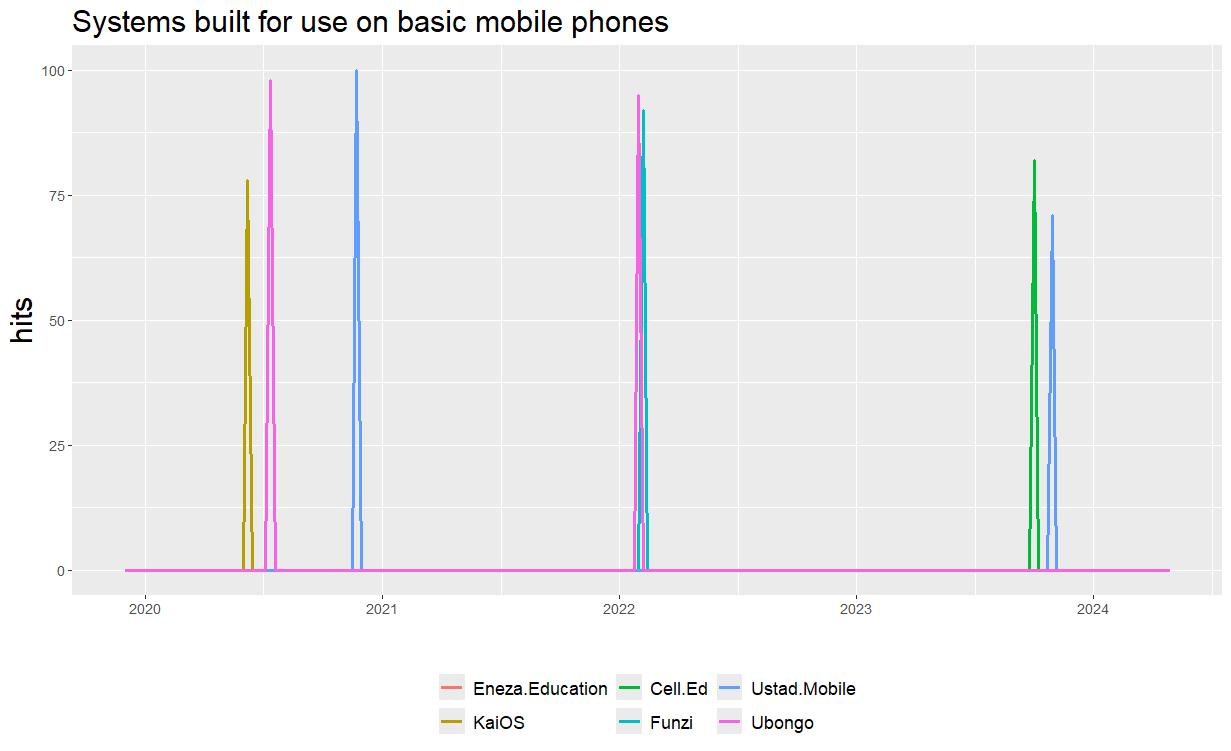 Systems built for use on basic mobile phones
hits
100
75
50
25
0
2020 2021 2022 2023 2024
Eneza.Education Cell.Ed Ustad.Mobile
KaiOS Funzi Ubongo